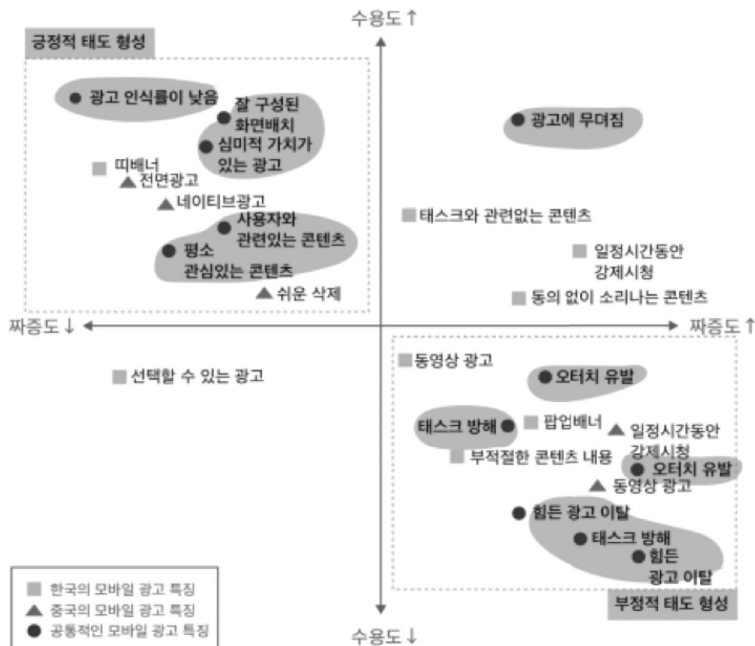 수용도↑
긍정적 태도 형성
광고 인식률이 낮음
잘 구성된
화면배치
심미적 가치가
있는 광고
광고에 무뎌짐
띠배너
전면광고
네이티브광고
사용자와
관련있는 콘텐츠
평소
관심있는 콘텐츠
쉬운 삭제
태스크와 관련없는 콘텐츠
일정시간동안
강제시청
동의 없이 소리나는 콘텐츠
짜증도↓
짜증도↑
선택할 수 있는 광고
동영상 광고
오터치 유발
태스크 방해
팝업배너
일정시간동안
강제시청
부적절한 콘텐츠 내용
오터치 유발
동영상 광고
힘든 광고 이탈
태스크 방해
힘든
광고 이탈
부정적 태도 형성
한국의 모바일 광고 특징
중국의 모바일 광고 특징
공통적인 모바일 광고 특징
수용도↓